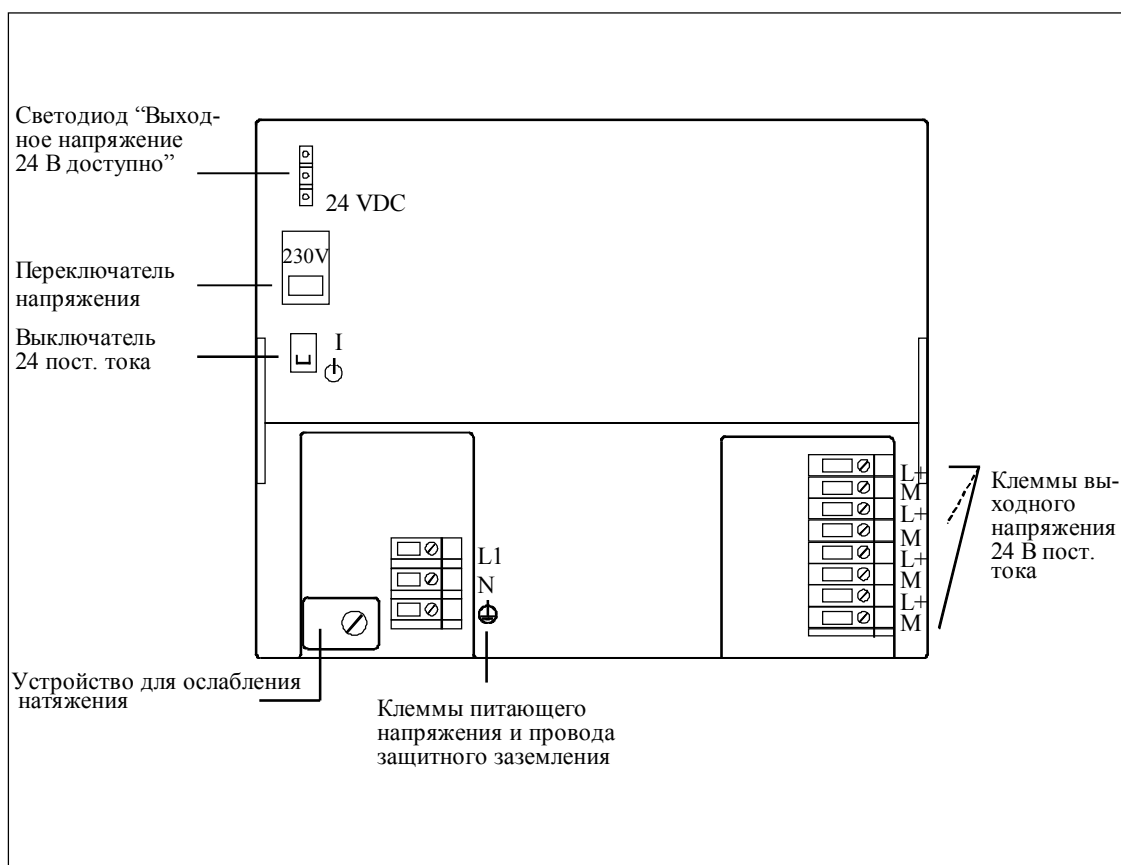 Светодиод “Выход-
ное напряжение
24 В доступно”
24 VDC
230V
Переключатель
напряжения
Выключатель
24 пост. тока
I
L+
M
L+
M
L+
M
L+
M
Клеммы вы-
ходного
напряжения
24 В пост.
тока
L1
N
Устройство для ослабления
натяжения
Клеммы питающего
напряжения и провода
защитного заземления